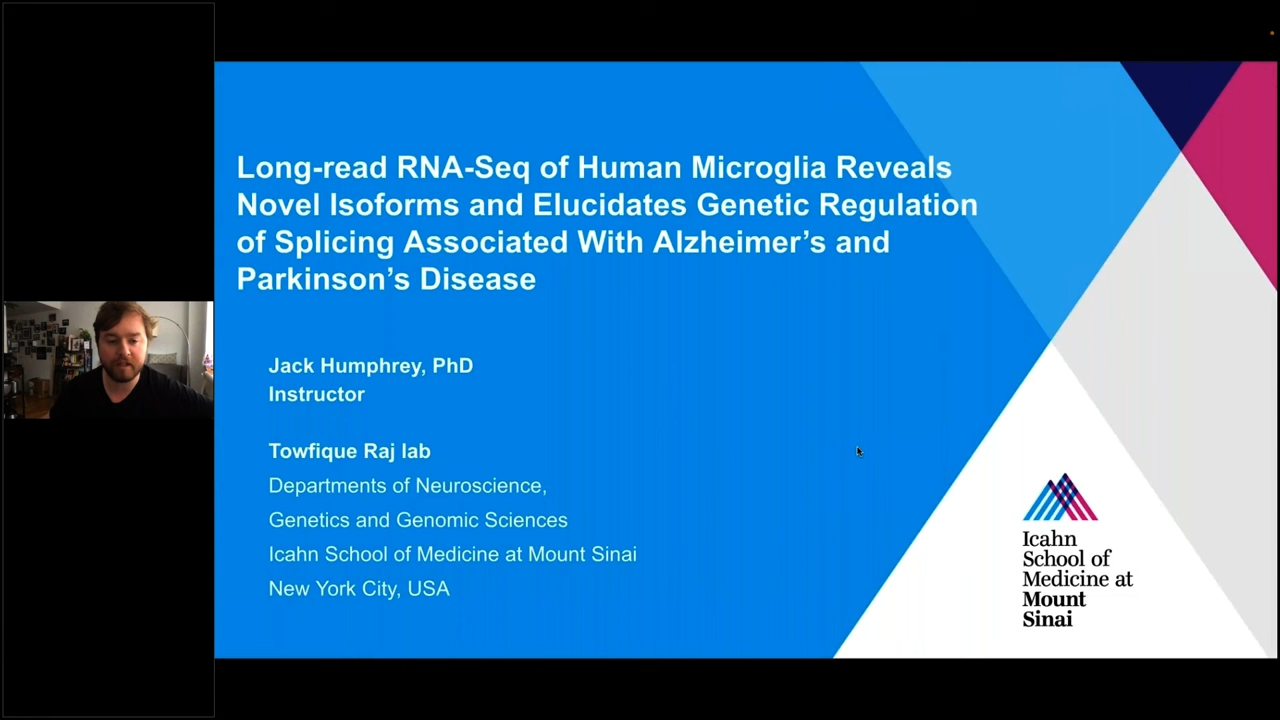 Long-read RNA-Seq of Human Microglia Reveals
Novel Isoforms and Elucidates Genetic Regulation
of Splicing Associated With Alzheimer’s and
Parkinson’s Disease
Jack Humphrey, PhD
Instructor
Towfique Raj lab
Departments of Neuroscience,
Genetics and Genomic Sciences
Icahn School of Medicine at Mount Sinai
New York City, USA
Icahn
School of
Medicine at
Mount
Sinai